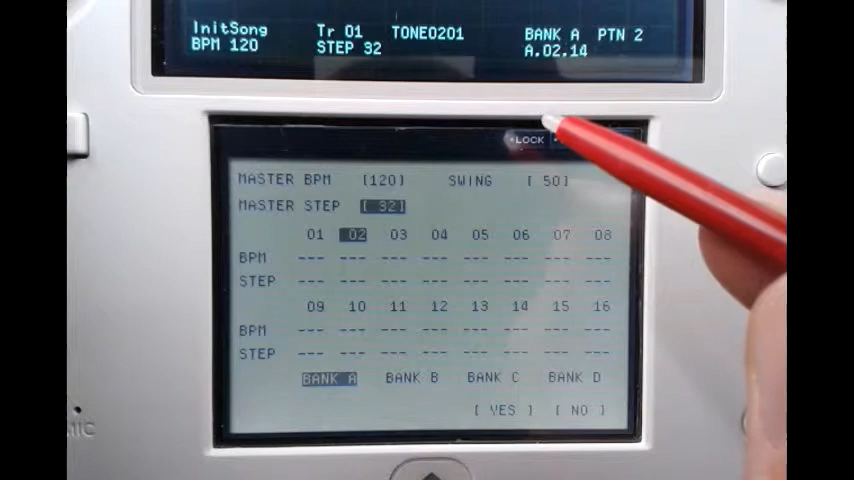 InitSong Tr 01 TONE0201 BANK A PTN 2
BPM 120 STEP 32 A.02.14
LOCK
MASTER BPM [120] SWING [ 50]
MASTER STEP [ 32]
01 02 03 04 05 06 07 08
BPM --- --- --- --- --- --- --- ---
STEP --- --- --- --- --- --- --- ---
09 10 11 12 13 14 15 16
BPM --- --- --- --- --- --- --- ---
STEP --- --- --- --- --- --- --- ---
BANK A BANK B BANK C BANK D
[ YES ] [ NO ]
MIC